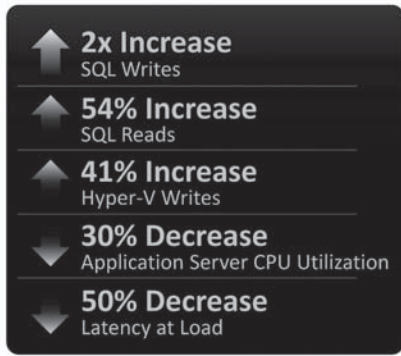 2x Increase
SQL Writes
54% Increase
SQL Reads
41% Increase
Hyper-V Writes
30% Decrease
Application Server CPU Utilization
50% Decrease
Latency at Load